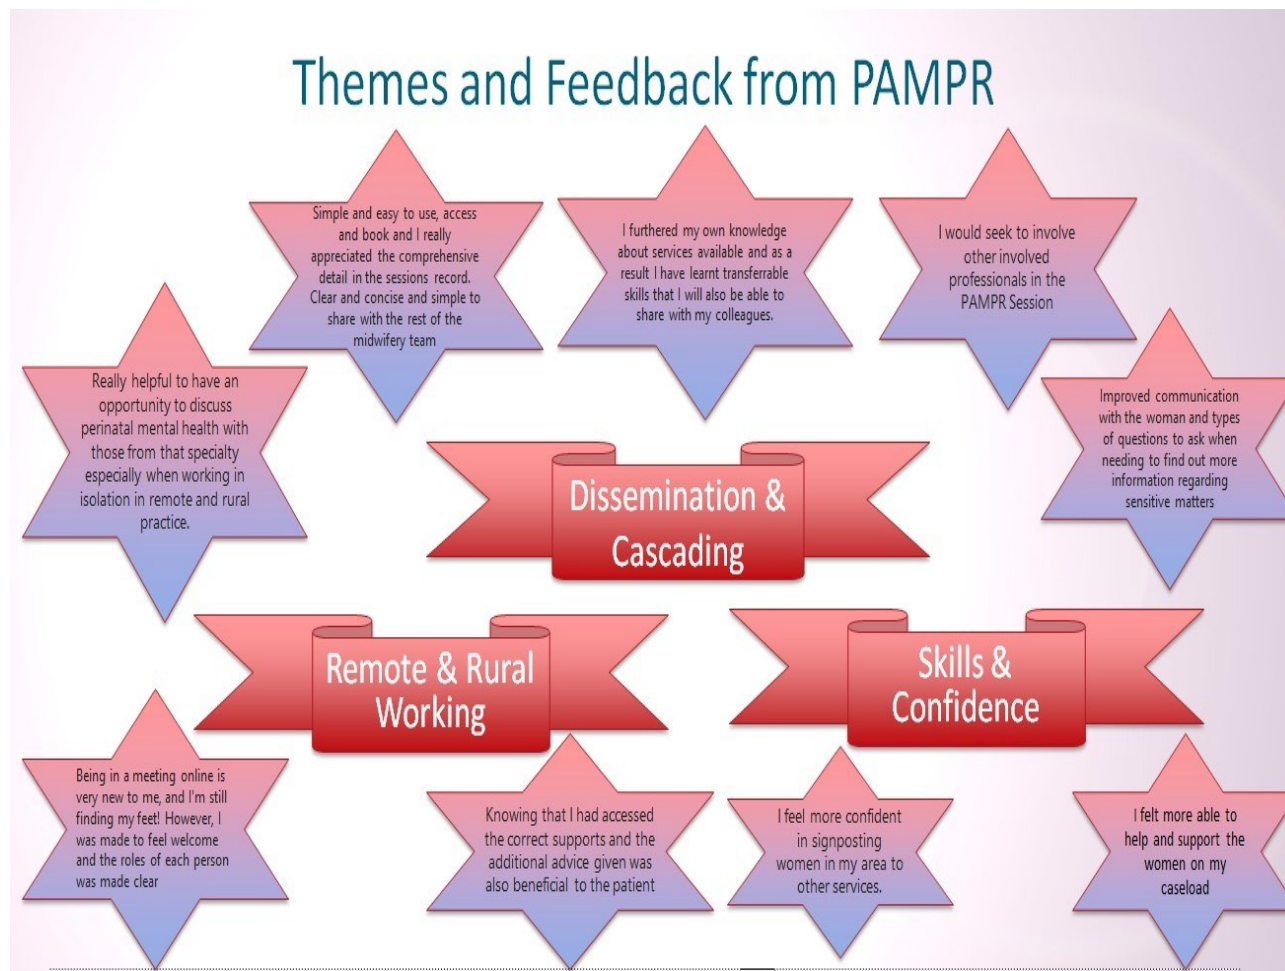 Themes and Feedback from PAMPR
Simple and easy to use, access
and book and I really
appreciated the comprehensive
detail in the sessions record.
Clear and concise and simple to
share with the rest of the
midwifery team
I furthered my own knowledge
about services available and as a
result I have learnt transferrable
skills that I will also be able to
share with my colleagues.
I would seek to involve
other involved
professionals in the
PAMPR Session
Really helpful to have an
opportunity to discuss
perinatal mental health with
those from that specialty
especially when working in
isolation in remote and rural
practice.
Improved communication
with the woman and types
of questions to ask when
needing to find out more
information regarding
sensitive matters
Dissemination &
Cascading
Remote & Rural
Working
Skills &
Confidence
Being in a meeting online is
very new to me, and I'm still
finding my feet! However, I
was made to feel welcome
and the roles of each person
was made clear
Knowing that I had accessed
the correct supports and the
additional advice given was
also beneficial to the patient
I feel more confident
in signposting
women in my area to
other services.
I felt more able to
help and support the
women on my
caseload